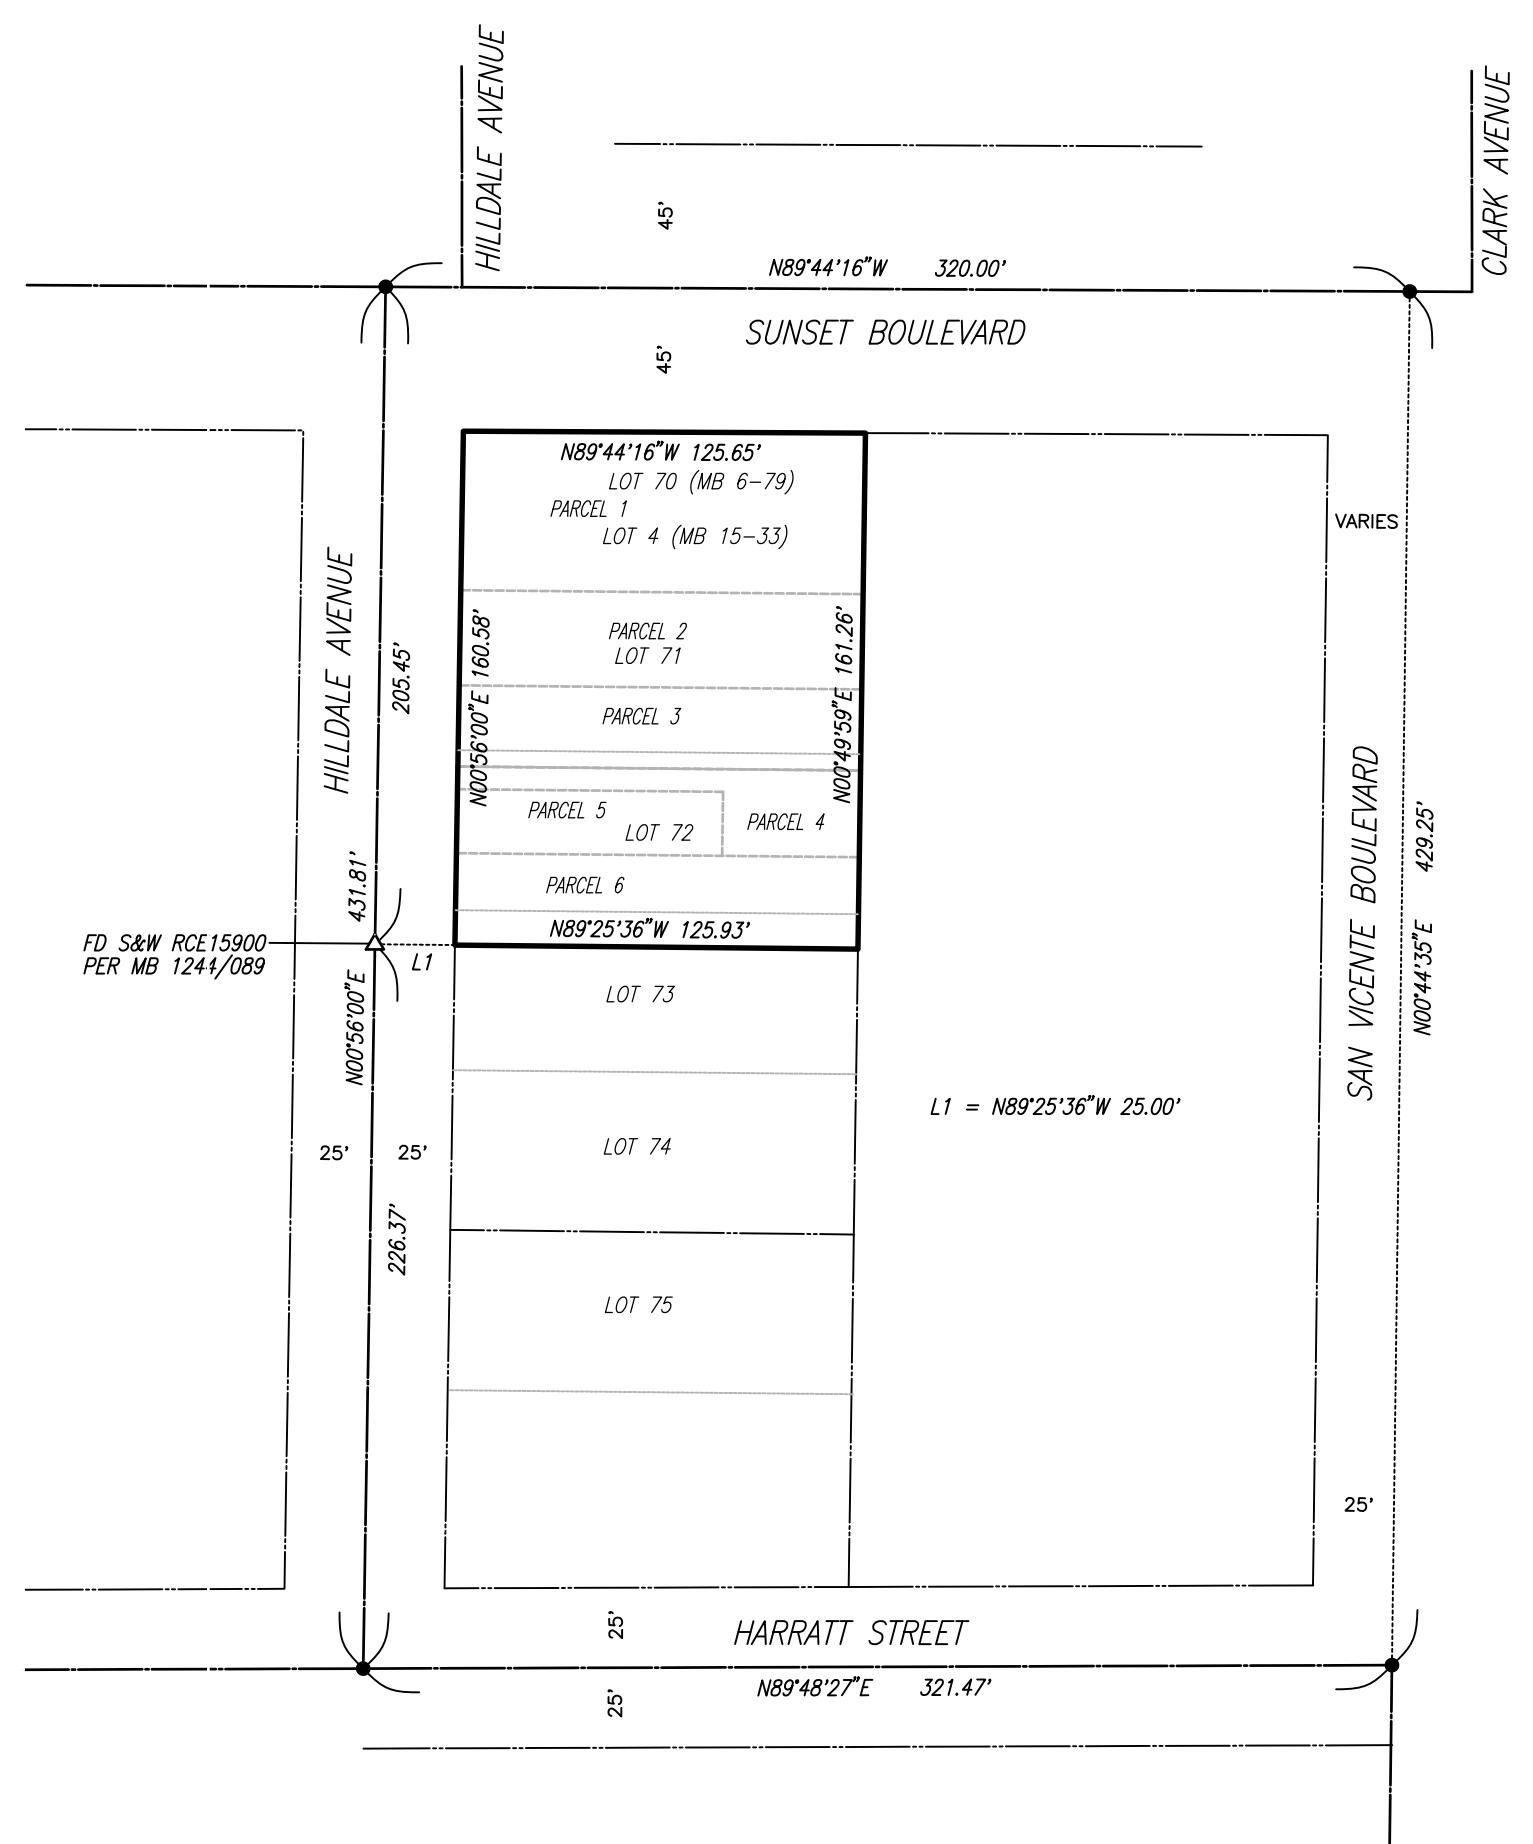 HILLDALE AVENUE
CLARK AVENUE
45'
N89°44'16"W 320.00'
SUNSET BOULEVARD
45'
N89°44'16"W 125.65'
LOT 70 (MB 6-79)
PARCEL 1
LOT 4 (MB 15-33)
VARIES
HILLDALE AVENUE
205.45'
N00°56'00"E 160.58'
N00°49'59"E 161.26'
PARCEL 2
LOT 71
PARCEL 3
PARCEL 5
LOT 72
PARCEL 4
PARCEL 6
N89°25'36"W 125.93'
SAN VICENTE BOULEVARD
N00°44'35"E 429.25'
N00°56'00"E 431.81'
FD S&W RCE15900
PER MB /089
L1
LOT 73
L1 = N89°25'36"W 25.00'
25'
25'
LOT 74
226.37'
LOT 75
25'
25'
HARRATT STREET
N89°48'27"E 321.47'
25'